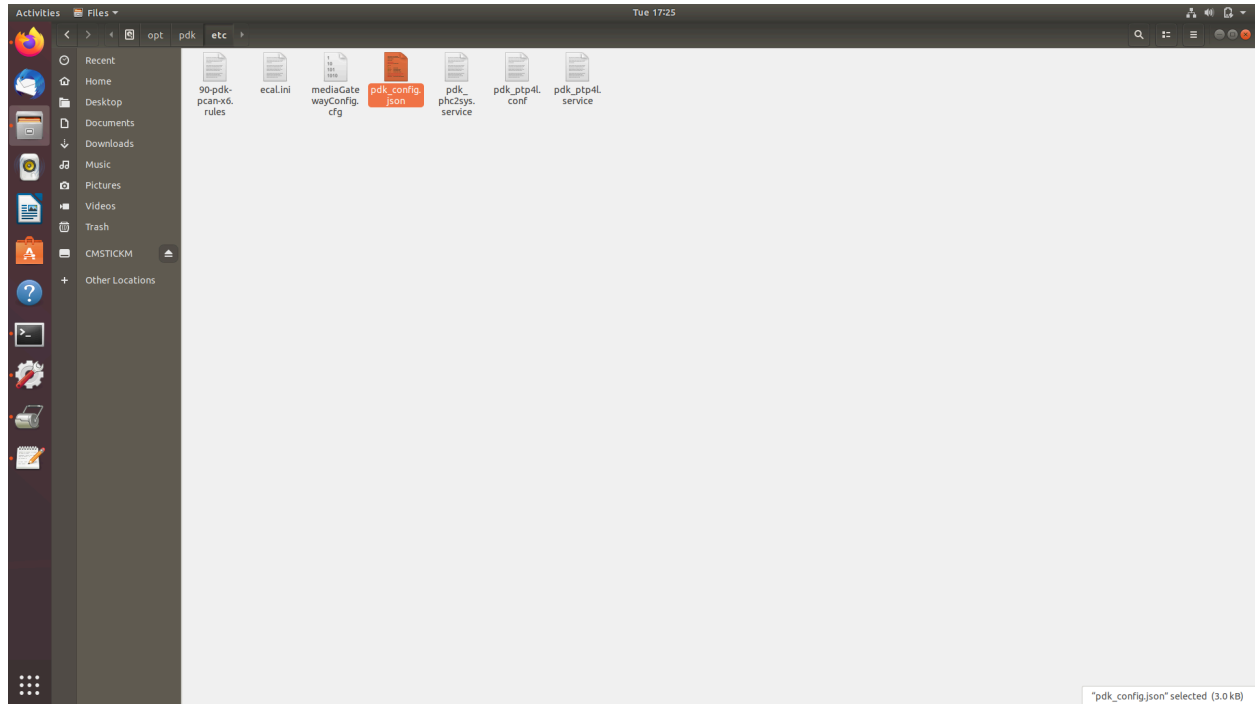 Activities Files Tue 17:25
opt pdk etc
Recent
Home
Desktop
Documents
Downloads
Music
Pictures
Videos
Trash
CMSTICKM
Other Locations
90-pdk-
pcan-x6.
rules
ecal.ini
mediaGate
wayConfig.
cfg
pdk_config.
json
pdk_
phc2sys.
service
pdk_ptp4l.
conf
pdk_ptp4l.
service
"pdk_config.json" selected (3.0 kB)